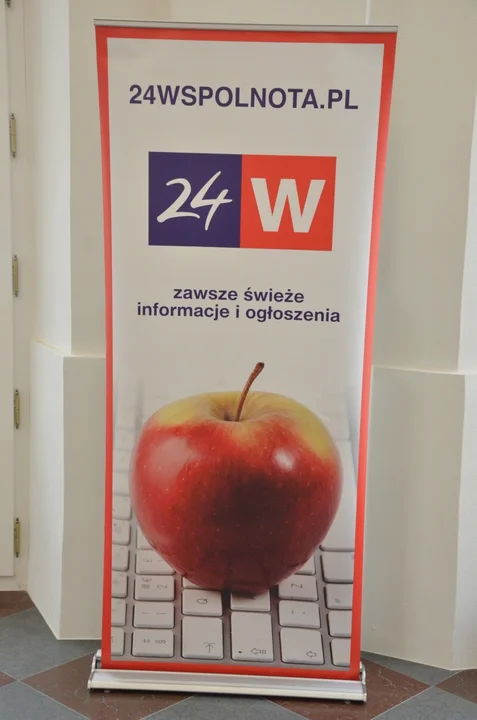 24WSPOLNOTA.PL
24 W
zawsze świeże
informacje i ogłoszenia